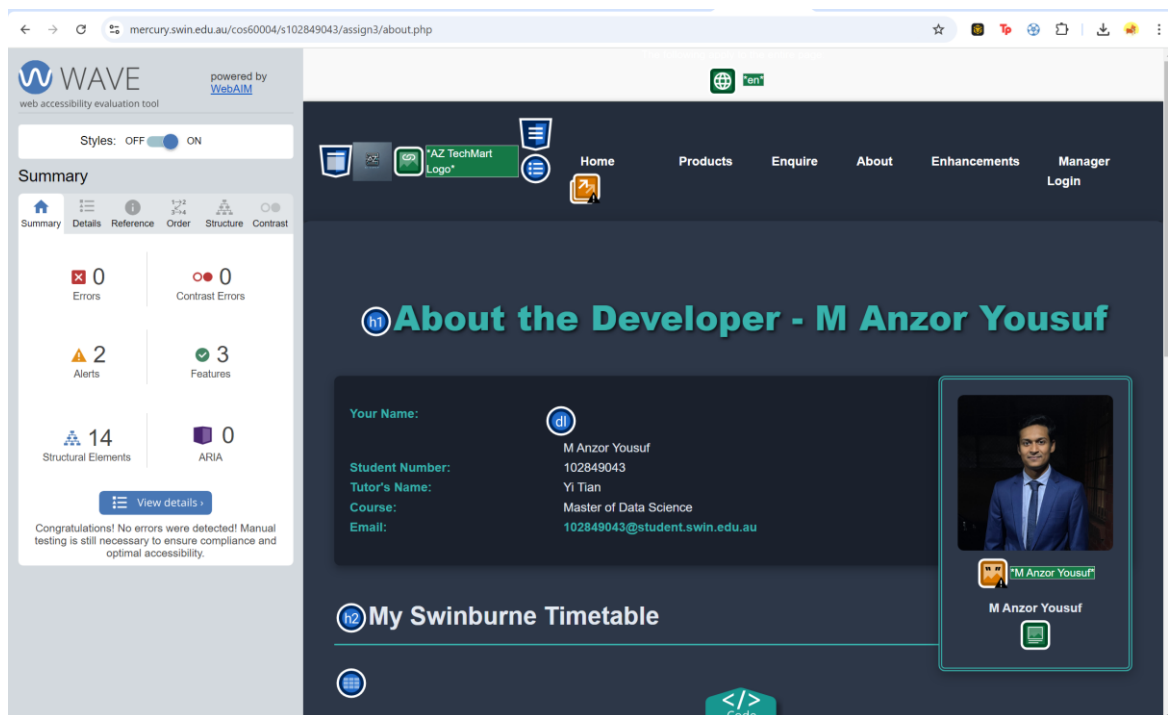 mercury.swin.edu.au/cos60004/s102849043/assign3/about.php
WAVE
web accessibility evaluation tool
powered by
WebAIM
Styles: OFF ON
Summary
Summary Details Reference Order Structure Contrast
0
Errors
0
Contrast Errors
2
Alerts
3
Features
14
Structural Elements
0
ARIA
View details ›
Congratulations! No errors were detected! Manual
testing is still necessary to ensure compliance and
optimal accessibility.
*en*
AZ
*AZ TechMart
Logo*
Home Products Enquire About Enhancements Manager
Login
h1 About the Developer - M Anzor Yousuf
Your Name:
dl
M Anzor Yousuf
Student Number: 102849043
Tutor's Name: Yi Tian
Course: Master of Data Science
Email: 102849043@student.swin.edu.au
*M Anzor Yousuf*
M Anzor Yousuf
h2 My Swinburne Timetable
</>
Code